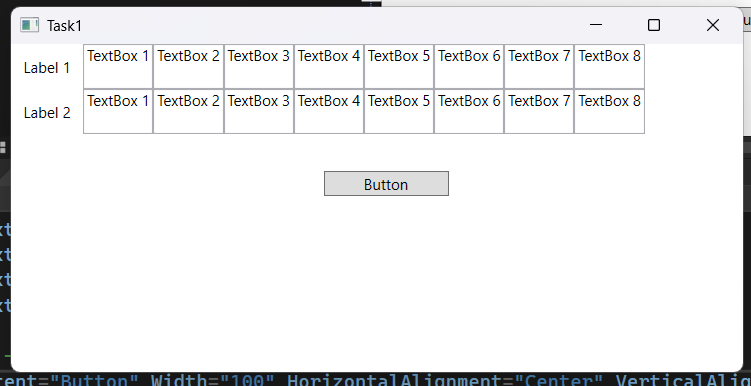 Task1
Label 1 TextBox 1 TextBox 2 TextBox 3 TextBox 4 TextBox 5 TextBox 6 TextBox 7 TextBox 8
Label 2 TextBox 1 TextBox 2 TextBox 3 TextBox 4 TextBox 5 TextBox 6 TextBox 7 TextBox 8
Button
tent="Button" Width="100" HorizontalAlignment="Center" VerticalAlig